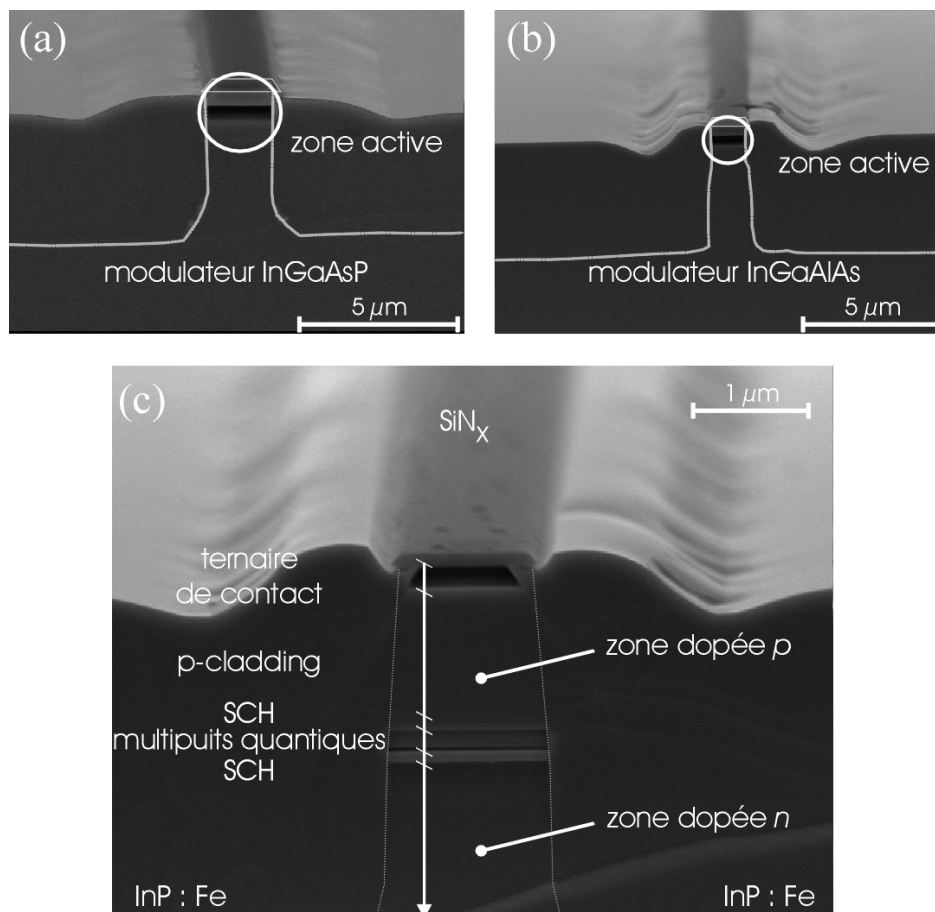 (a)
zone active
modulateur InGaAsP
5 µm
(b)
zone active
modulateur InGaAlAs
5 µm
(c)
1 µm
SiNx
ternaire
de contact
p-cladding
zone dopée p
SCH
multipuits quantiques
SCH
zone dopée n
InP : Fe
InP : Fe